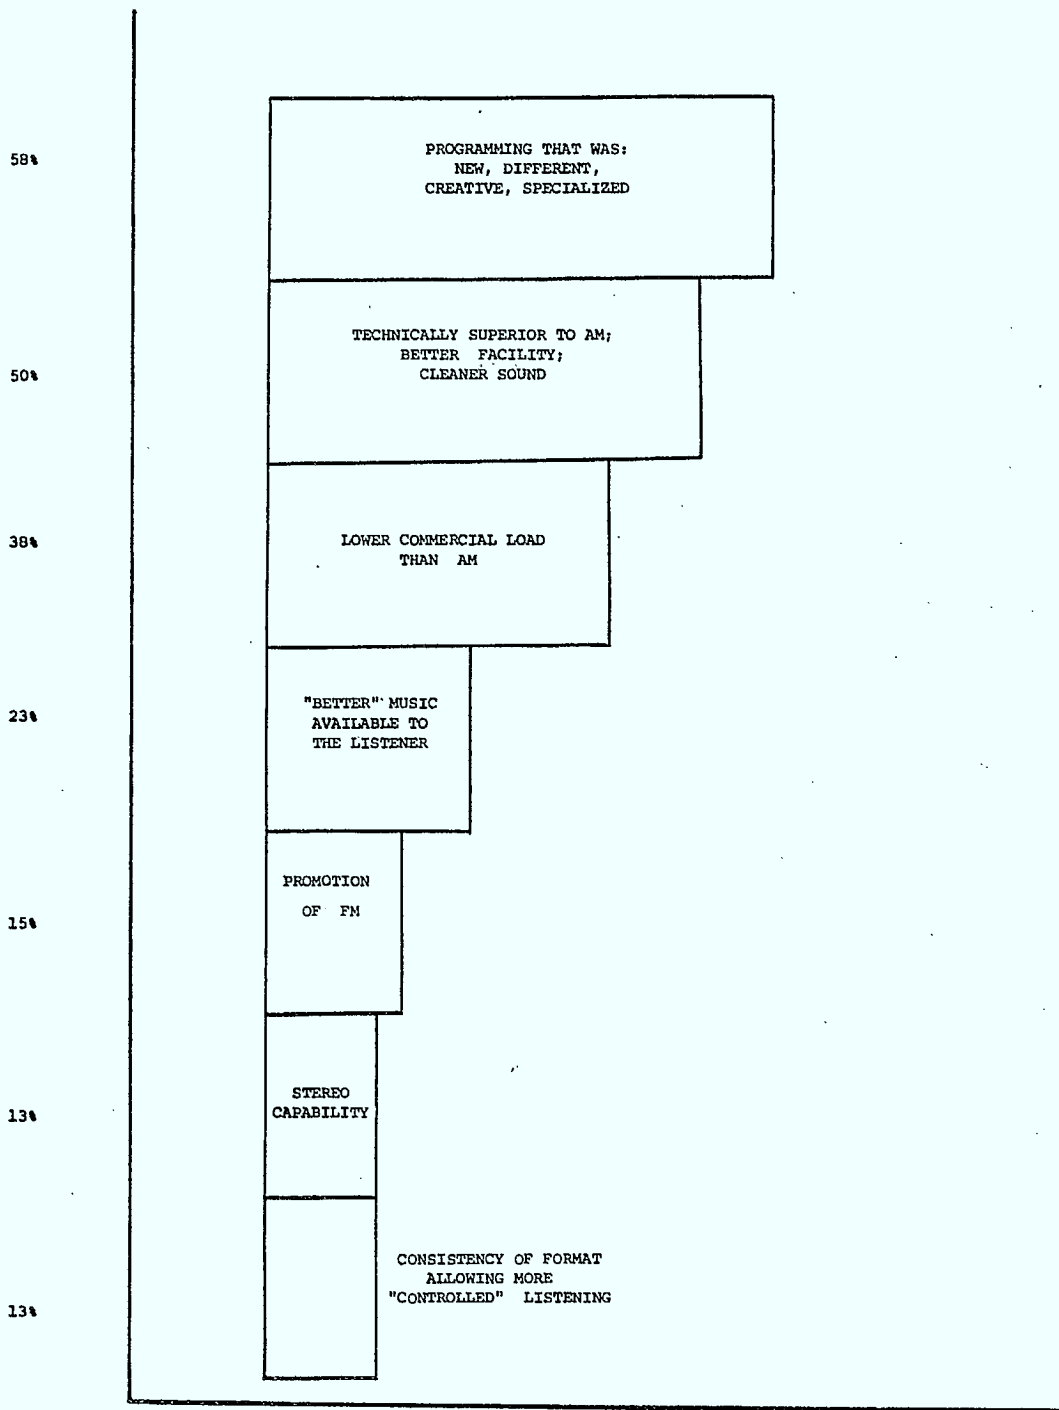 58%
PROGRAMMING THAT WAS:
NEW, DIFFERENT,
CREATIVE, SPECIALIZED
50%
TECHNICALLY SUPERIOR TO AM;
BETTER FACILITY;
CLEANER SOUND
38%
LOWER COMMERCIAL LOAD
THAN AM
23%
"BETTER" MUSIC
AVAILABLE TO
THE LISTENER
15%
PROMOTION
OF FM
13%
STEREO
CAPABILITY
13%
CONSISTENCY OF FORMAT
ALLOWING MORE
"CONTROLLED" LISTENING